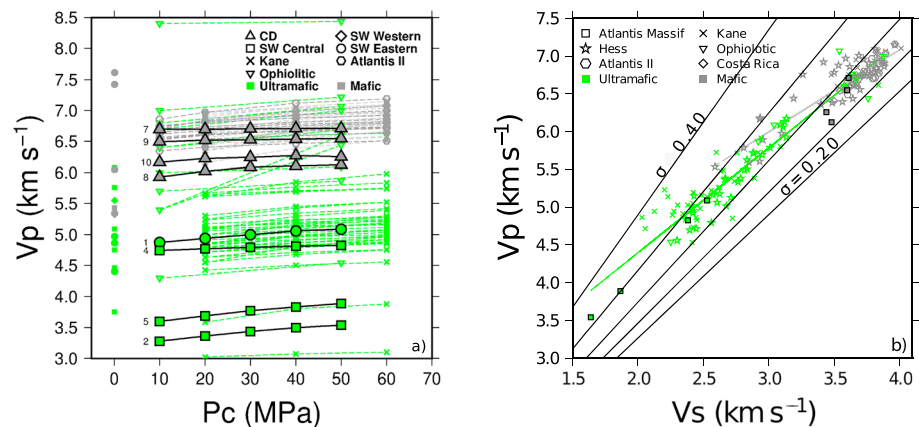 8.5
8.0
7.5
7.0
6.5
6.0
5.5
5.0
4.5
4.0
3.5
3.0
Vp (km s⁻¹)
CD
SW Western
SW Central
SW Eastern
Kane
Atlantis II
Ophiolitic
Ultramafic
Mafic
7
9
10
8
1
4
5
2
a)
0
10
20
30
40
50
60
70
Pc (MPa)
7.5
7.0
6.5
6.0
5.5
5.0
4.5
4.0
3.5
3.0
Vp (km s⁻¹)
Atlantis Massif
Kane
Hess
Ophiolotic
Atlantis II
Costa Rica
Ultramafic
Mafic
σ 0.40
σ = 0.20
b)
1.5
2.0
2.5
3.0
3.5
4.0
Vs (km s⁻¹)